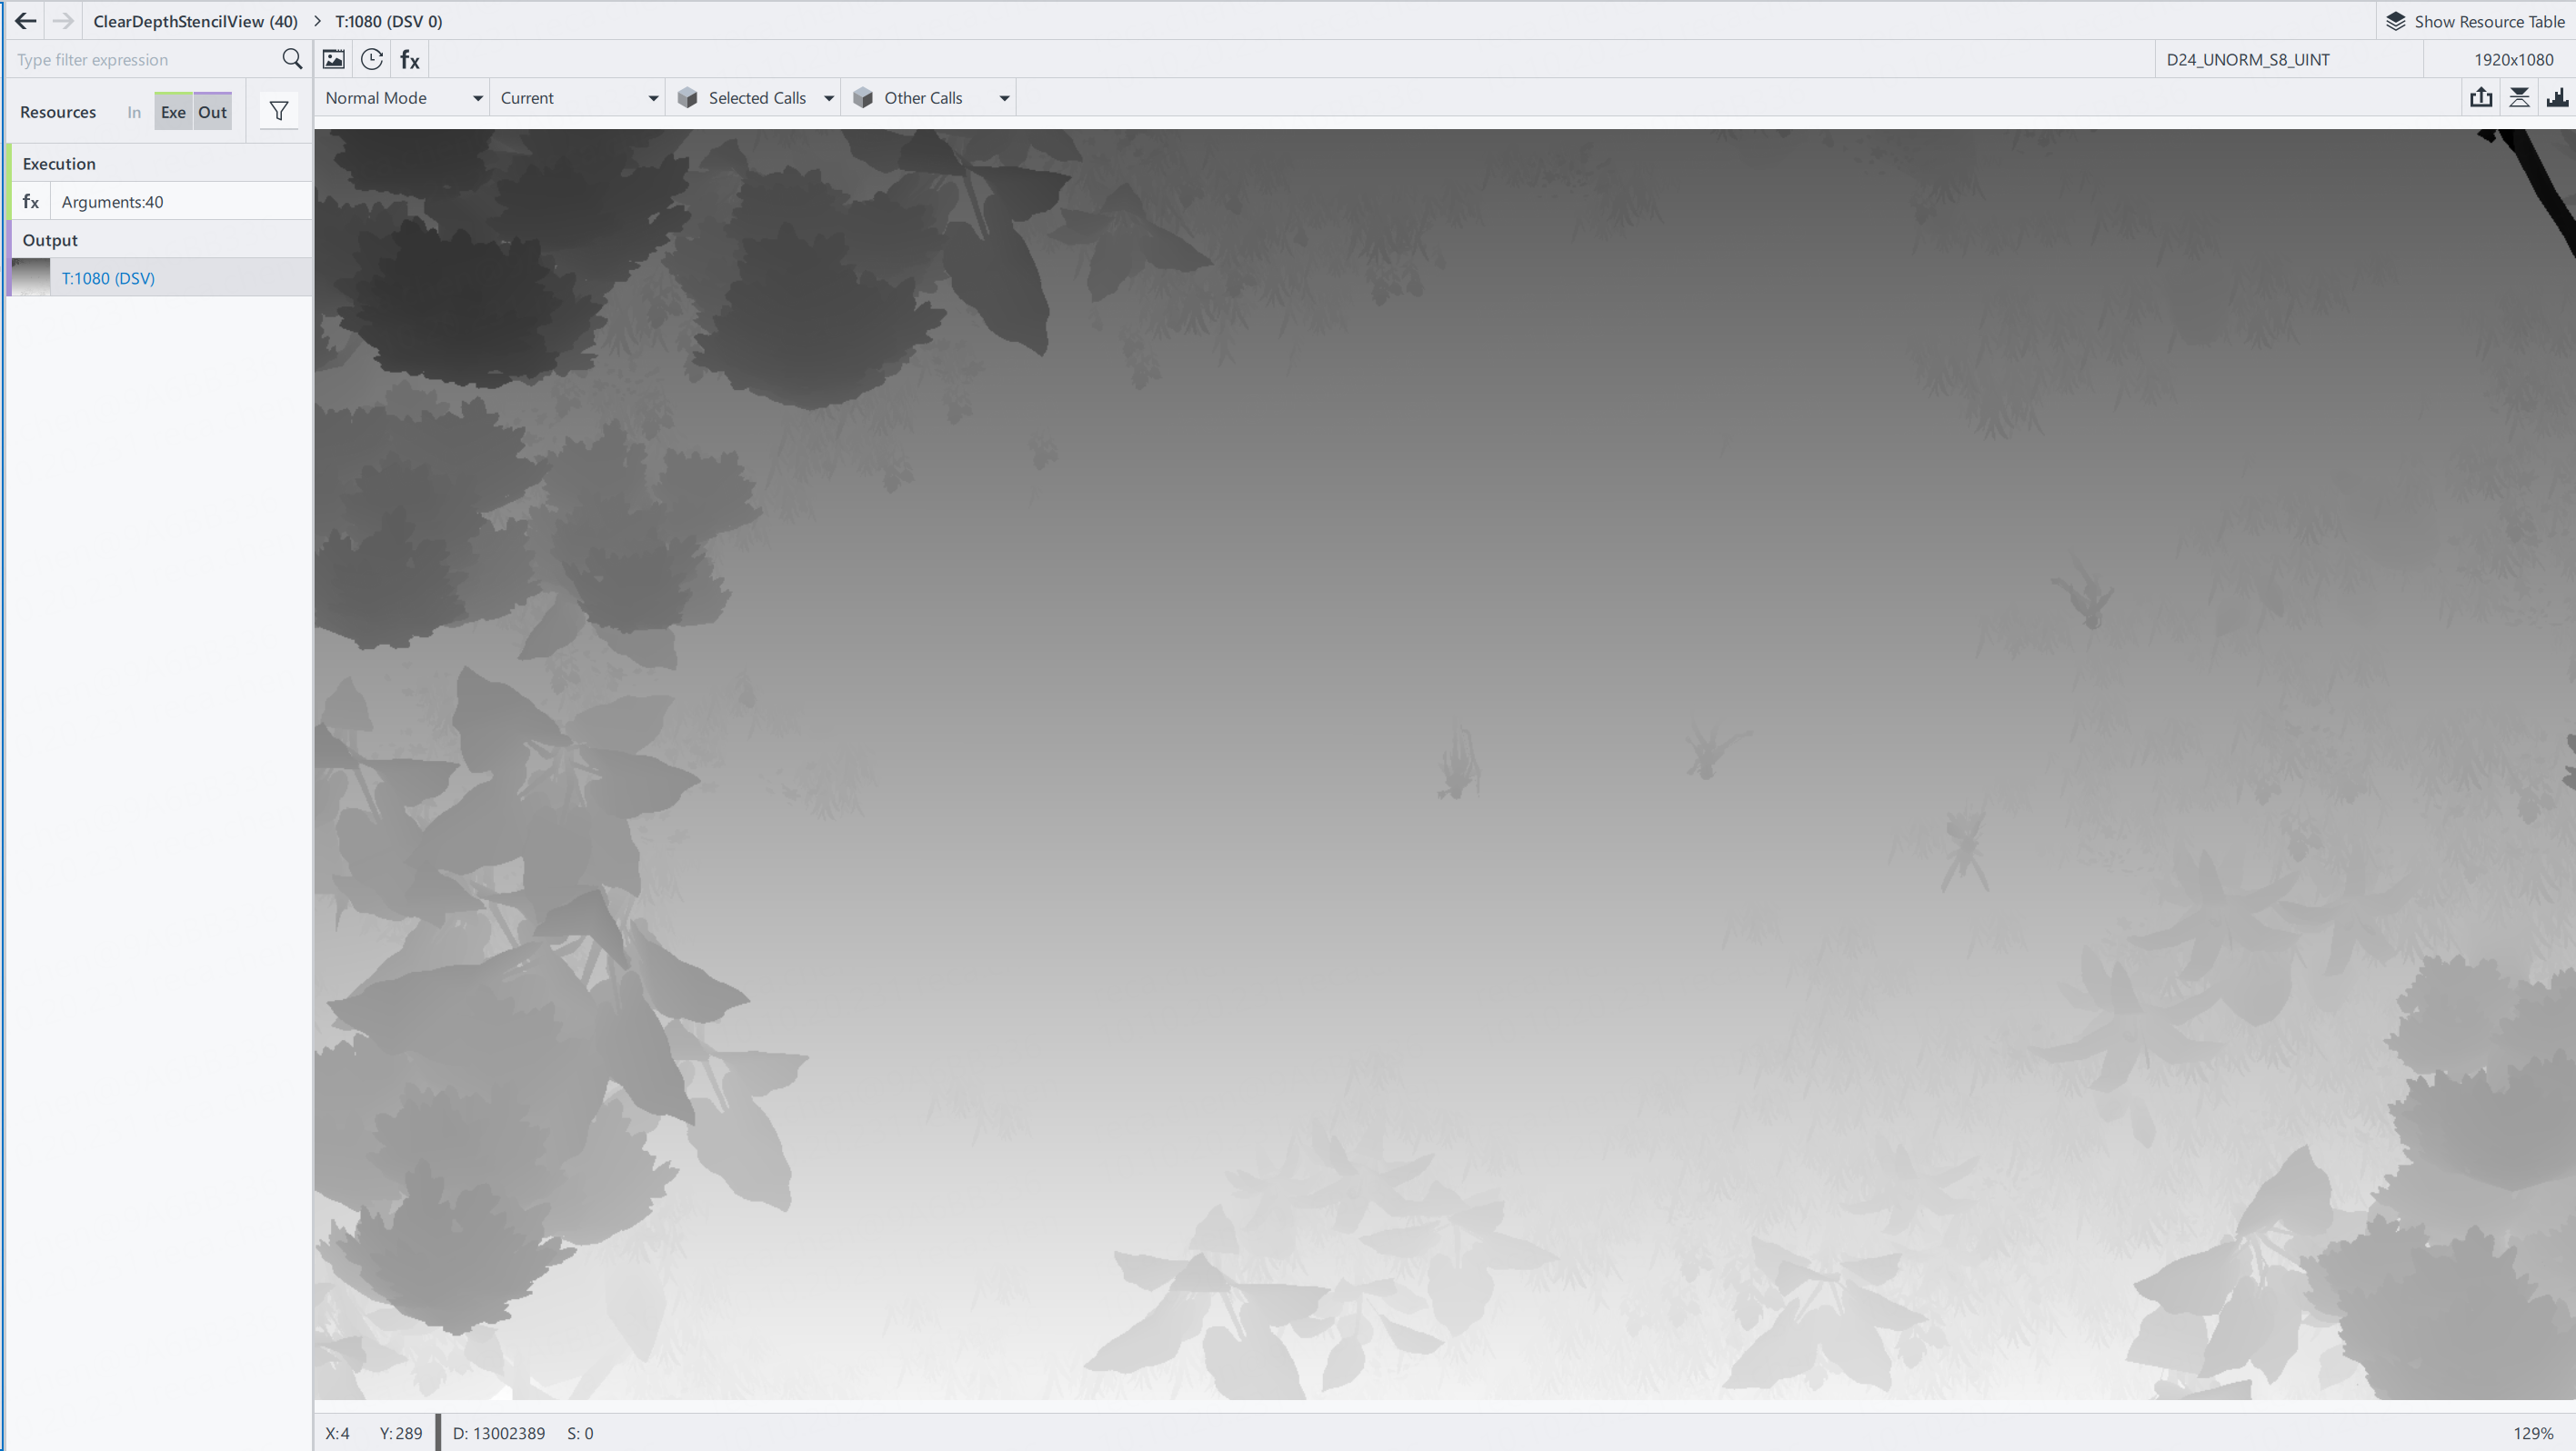 ClearDepthStencilView (40) > T:1080 (DSV 0)
Show Resource Table
Type filter expression
fx
D24_UNORM_S8_UINT
1920x1080
Resources In Exe Out
Normal Mode
Current
Selected Calls
Other Calls
Execution
fx Arguments:40
Output
T:1080 (DSV)
X:4 Y:289 D: 13002389 S: 0
129%